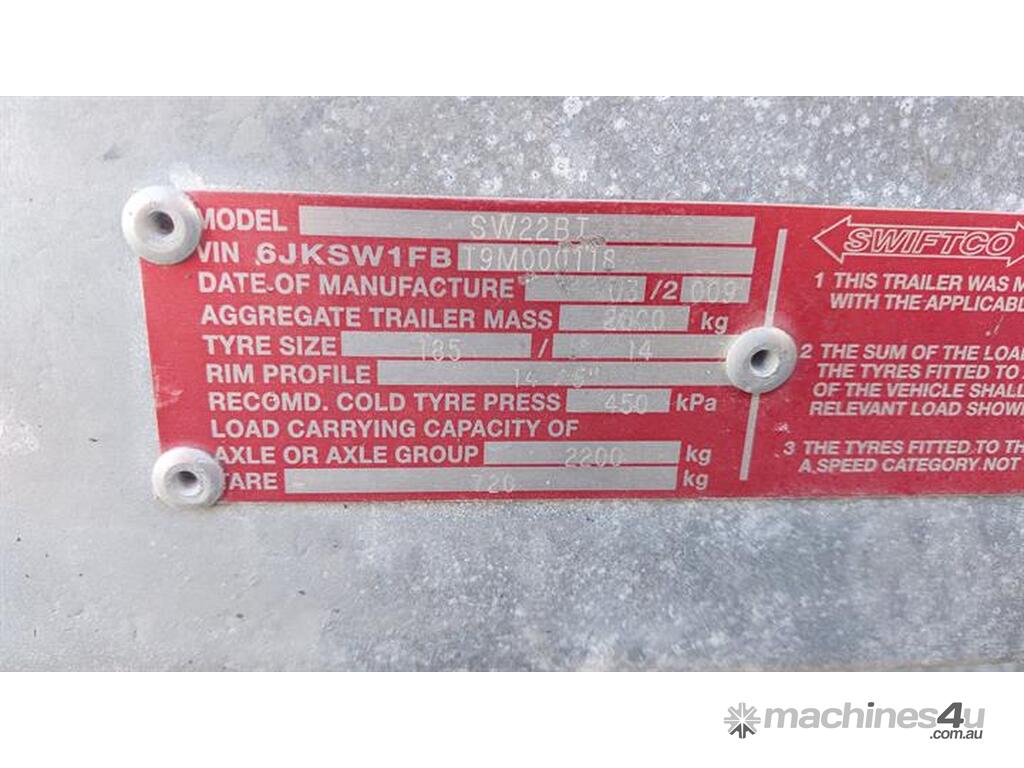 MODEL SW22BT
VIN 6JKSW1FB T9M000118
DATE OF MANUFACTURE 03/2009
AGGREGATE TRAILER MASS kg
TYRE SIZE 185 / 14
RIM PROFILE 14
RECOMD. COLD TYRE PRESS 450 kPa
LOAD CARRYING CAPACITY OF
AXLE OR AXLE GROUP 2200 kg
TARE 720 kg
SWIFTCO
1 THIS TRAILER WAS
WITH THE APPLICABL
2 THE SUM OF THE LOA
THE TYRES FITTED TO
OF THE VEHICLE SHALL
RELEVANT LOAD SHOW
3 THE TYRES FITTED TO TH
A SPEED CATEGORY NOT
machines4u
.com.au